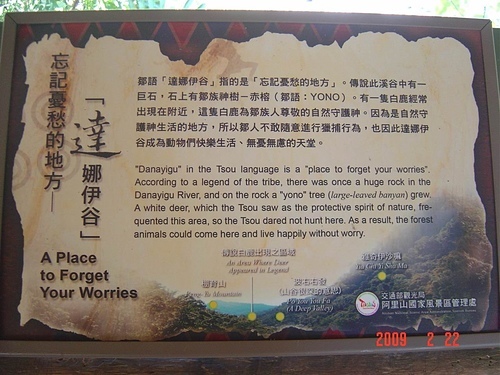 忘記憂愁的地方—
「達娜伊谷」
A Place
to Forget
Your Worries
鄒語「達娜伊谷」指的是「忘記憂愁的地方」。傳說此溪谷中有一
巨石,石上有鄒族神樹－赤榕(鄒語:YONO)。有一隻白鹿經常
出現在附近,這隻白鹿為鄒族人尊敬的自然守護神。因為是自然守
護神生活的地方,所以鄒人不敢隨意進行獵捕行為,也因此達娜伊
谷成為動物們快樂生活、無憂無慮的天堂。
"Danayigu" in the Tsou language is a "place to forget your worries".
According to a legend of the tribe, there was once a huge rock in the
Danayigu River, and on the rock a "yono" tree (large-leaved banyan) grew.
A white deer, which the Tsou saw as the protective spirit of nature, fre-
quented this area, so the Tsou dared not hunt here. As a result, the forest
animals could come here and live happily without worry.
傳說白鹿出現之區域
An Area Where Deer
Appeared in Legend
(A Deep Valley)
交通部觀光局
阿里山國家風景區管理處
2009 2 22